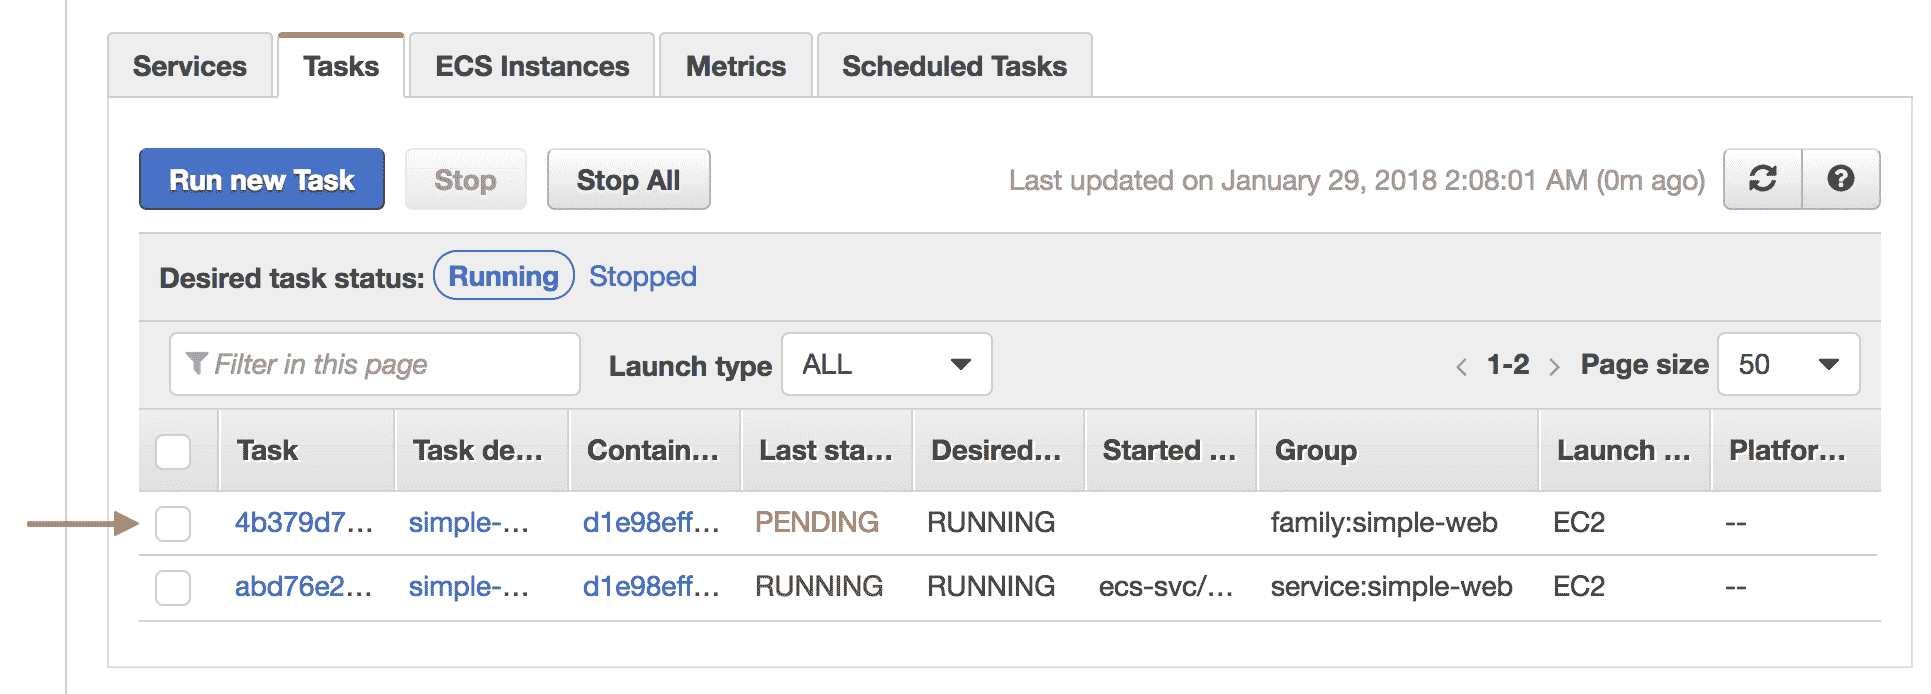 Services Tasks ECS Instances Metrics Scheduled Tasks
Run new Task Stop Stop All Last updated on January 29, 2018 2:08:01 AM (0m ago)
Desired task status: Running Stopped
Filter in this page Launch type ALL < 1-2 > Page size 50
Task Task de... Contain... Last sta... Desired... Started ... Group Launch ... Platfor...
4b379d7... simple-... d1e98eff... PENDING RUNNING family:simple-web EC2 --
abd76e2... simple-... d1e98eff... RUNNING RUNNING ecs-svc/... service:simple-web EC2 --